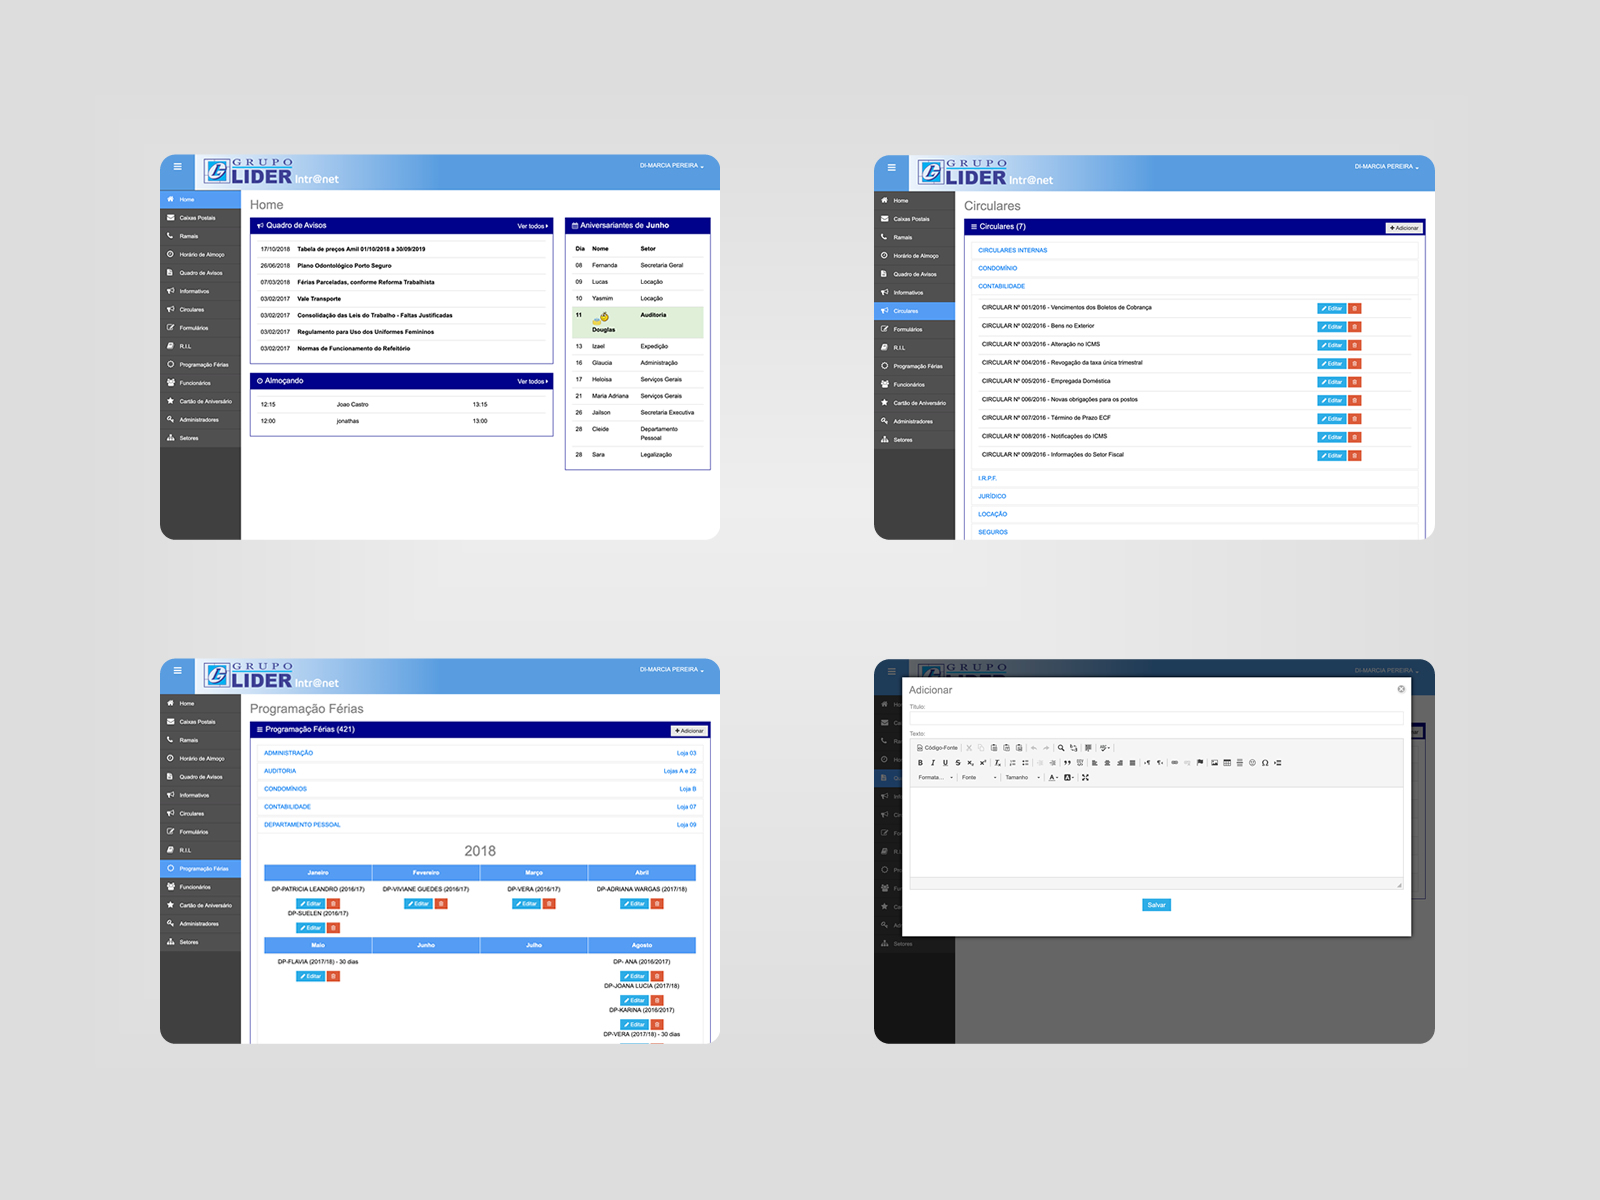 GRUPO
LIDER Intr@net
DI-MARCIA PEREIRA
Home
Caixas Postais
Ramais
Horário de Almoço
Quadro de Avisos
Informativos
Circulares
Formulários
R.I.L
Programação Férias
Funcionários
Cartão de Aniversário
Administradores
Setores
Home
Quadro de Avisos Ver todos
17/10/2018 Tabela de preços Amil 01/10/2018 a 30/09/2019
26/06/2018 Plano Odontológico Porto Seguro
07/03/2018 Férias Parceladas, conforme Reforma Trabalhista
03/02/2017 Vale Transporte
03/02/2017 Consolidação das Leis do Trabalho - Faltas Justificadas
03/02/2017 Regulamento para Uso dos Uniformes Femininos
03/02/2017 Normas de Funcionamento do Refeitório
Almoçando Ver todos
12:15 Joao Castro 13:15
12:00 jonathas 13:00
Aniversariantes de Junho
Dia Nome Setor
08 Fernanda Secretaria Geral
09 Lucas Locação
10 Yasmim Locação
11 Douglas Auditoria
13 Izael Expedição
16 Glaucia Administração
17 Heloisa Serviços Gerais
21 Maria Adriana Serviços Gerais
26 Jailson Secretaria Executiva
28 Cleide Departamento
Pessoal
28 Sara Legalização
GRUPO
LIDER Intr@net
DI-MARCIA PEREIRA
Home
Caixas Postais
Ramais
Horário de Almoço
Quadro de Avisos
Informativos
Circulares
Formulários
R.I.L
Programação Férias
Funcionários
Cartão de Aniversário
Administradores
Setores
Circulares
Circulares (7) Adicionar
CIRCULARES INTERNAS
CONDOMÍNIO
CONTABILIDADE
CIRCULAR Nº 001/2016 - Vencimentos dos Boletos de Cobrança Editar
CIRCULAR Nº 002/2016 - Bens no Exterior Editar
CIRCULAR Nº 003/2016 - Alteração no ICMS Editar
CIRCULAR Nº 004/2016 - Revogação da taxa única trimestral Editar
CIRCULAR Nº 005/2016 - Empregada Doméstica Editar
CIRCULAR Nº 006/2016 - Novas obrigações para os postos Editar
CIRCULAR Nº 007/2016 - Término de Prazo ECF Editar
CIRCULAR Nº 008/2016 - Notificações do ICMS Editar
CIRCULAR Nº 009/2016 - Informações do Setor Fiscal Editar
I.R.P.F.
JURÍDICO
LOCAÇÃO
SEGUROS
GRUPO
LIDER Intr@net
DI-MARCIA PEREIRA
Home
Caixas Postais
Ramais
Horário de Almoço
Quadro de Avisos
Informativos
Circulares
Formulários
R.I.L
Programação Férias
Funcionários
Cartão de Aniversário
Administradores
Setores
Programação Férias
Programação Férias (421) Adicionar
ADMINISTRAÇÃO Loja 03
AUDITORIA Lojas A e 22
CONDOMÍNIOS Loja B
CONTABILIDADE Loja 07
DEPARTAMENTO PESSOAL Loja 09
2018
Janeiro Fevereiro Março Abril
DP-PATRICIA LEANDRO (2016/17) DP-VIVIANE GUEDES (2016/17) DP-VERA (2016/17) DP-ADRIANA WARGAS (2017/18)
Editar Editar Editar Editar
DP-SUELEN (2016/17)
Editar
Maio Junho Julho Agosto
DP-FLAVIA (2017/18) - 30 dias DP- ANA (2016/2017)
Editar Editar
DP-JOANA LUCIA (2017/18)
Editar
DP-KARINA (2016/2017)
Editar
DP-VERA (2017/18) - 30 dias
GRUPO
DI-MARCIA PEREIRA
Adicionar
Titulo:
Texto:
Código-Fonte
Formata... Fonte Tamanho
Salvar
Setores